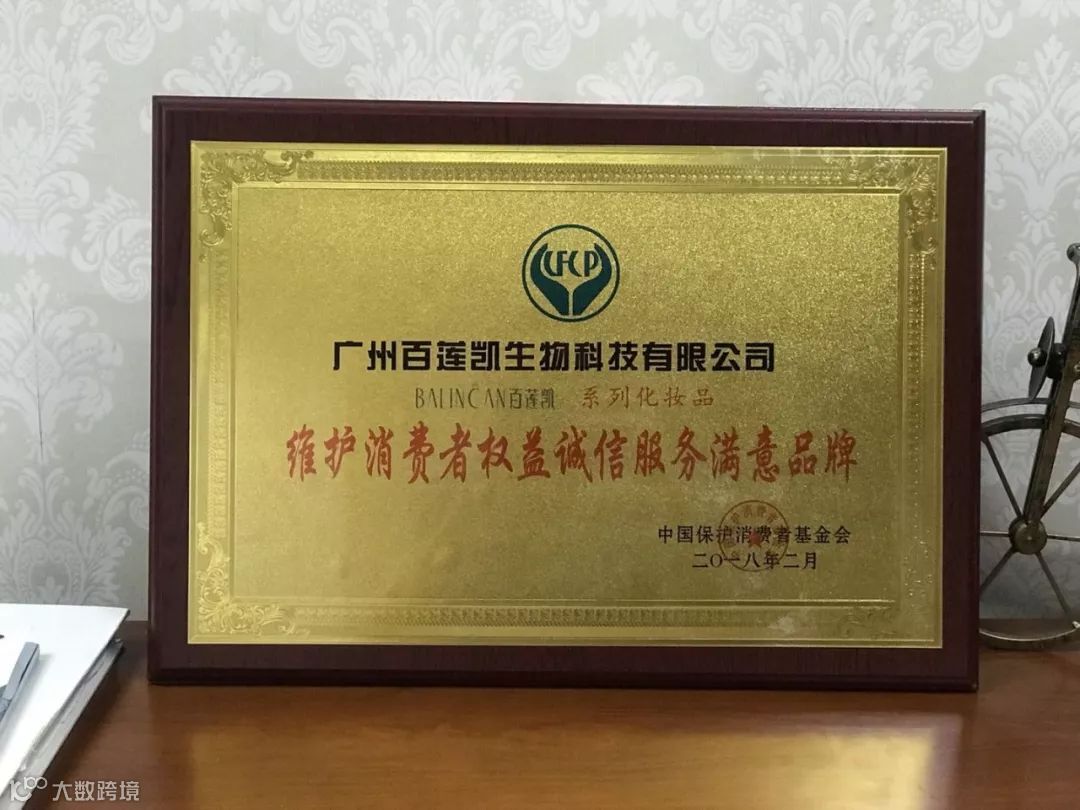 CFCP
广州百莲凯生物科技有限公司
BALINCAN百莲凯 系列化妆品
维护消费者权益诚信服务满意品牌
中国保护消费者基金会
二〇一八年二月
大数跨境